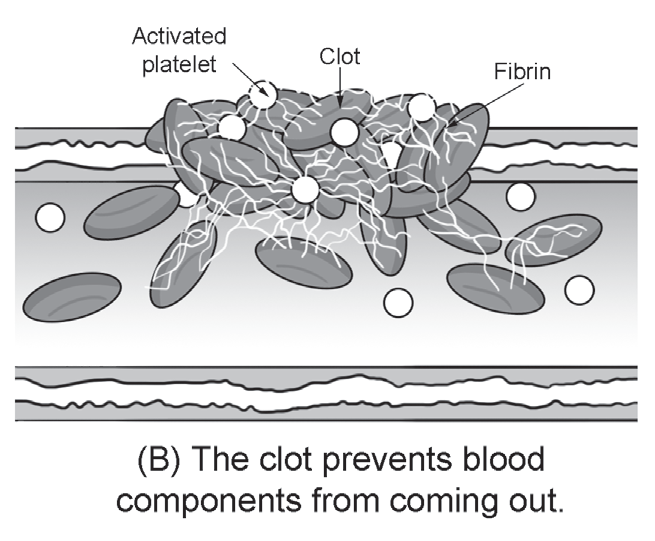 Activated
platelet
Clot
Fibrin
(B) The clot prevents blood
components from coming out.